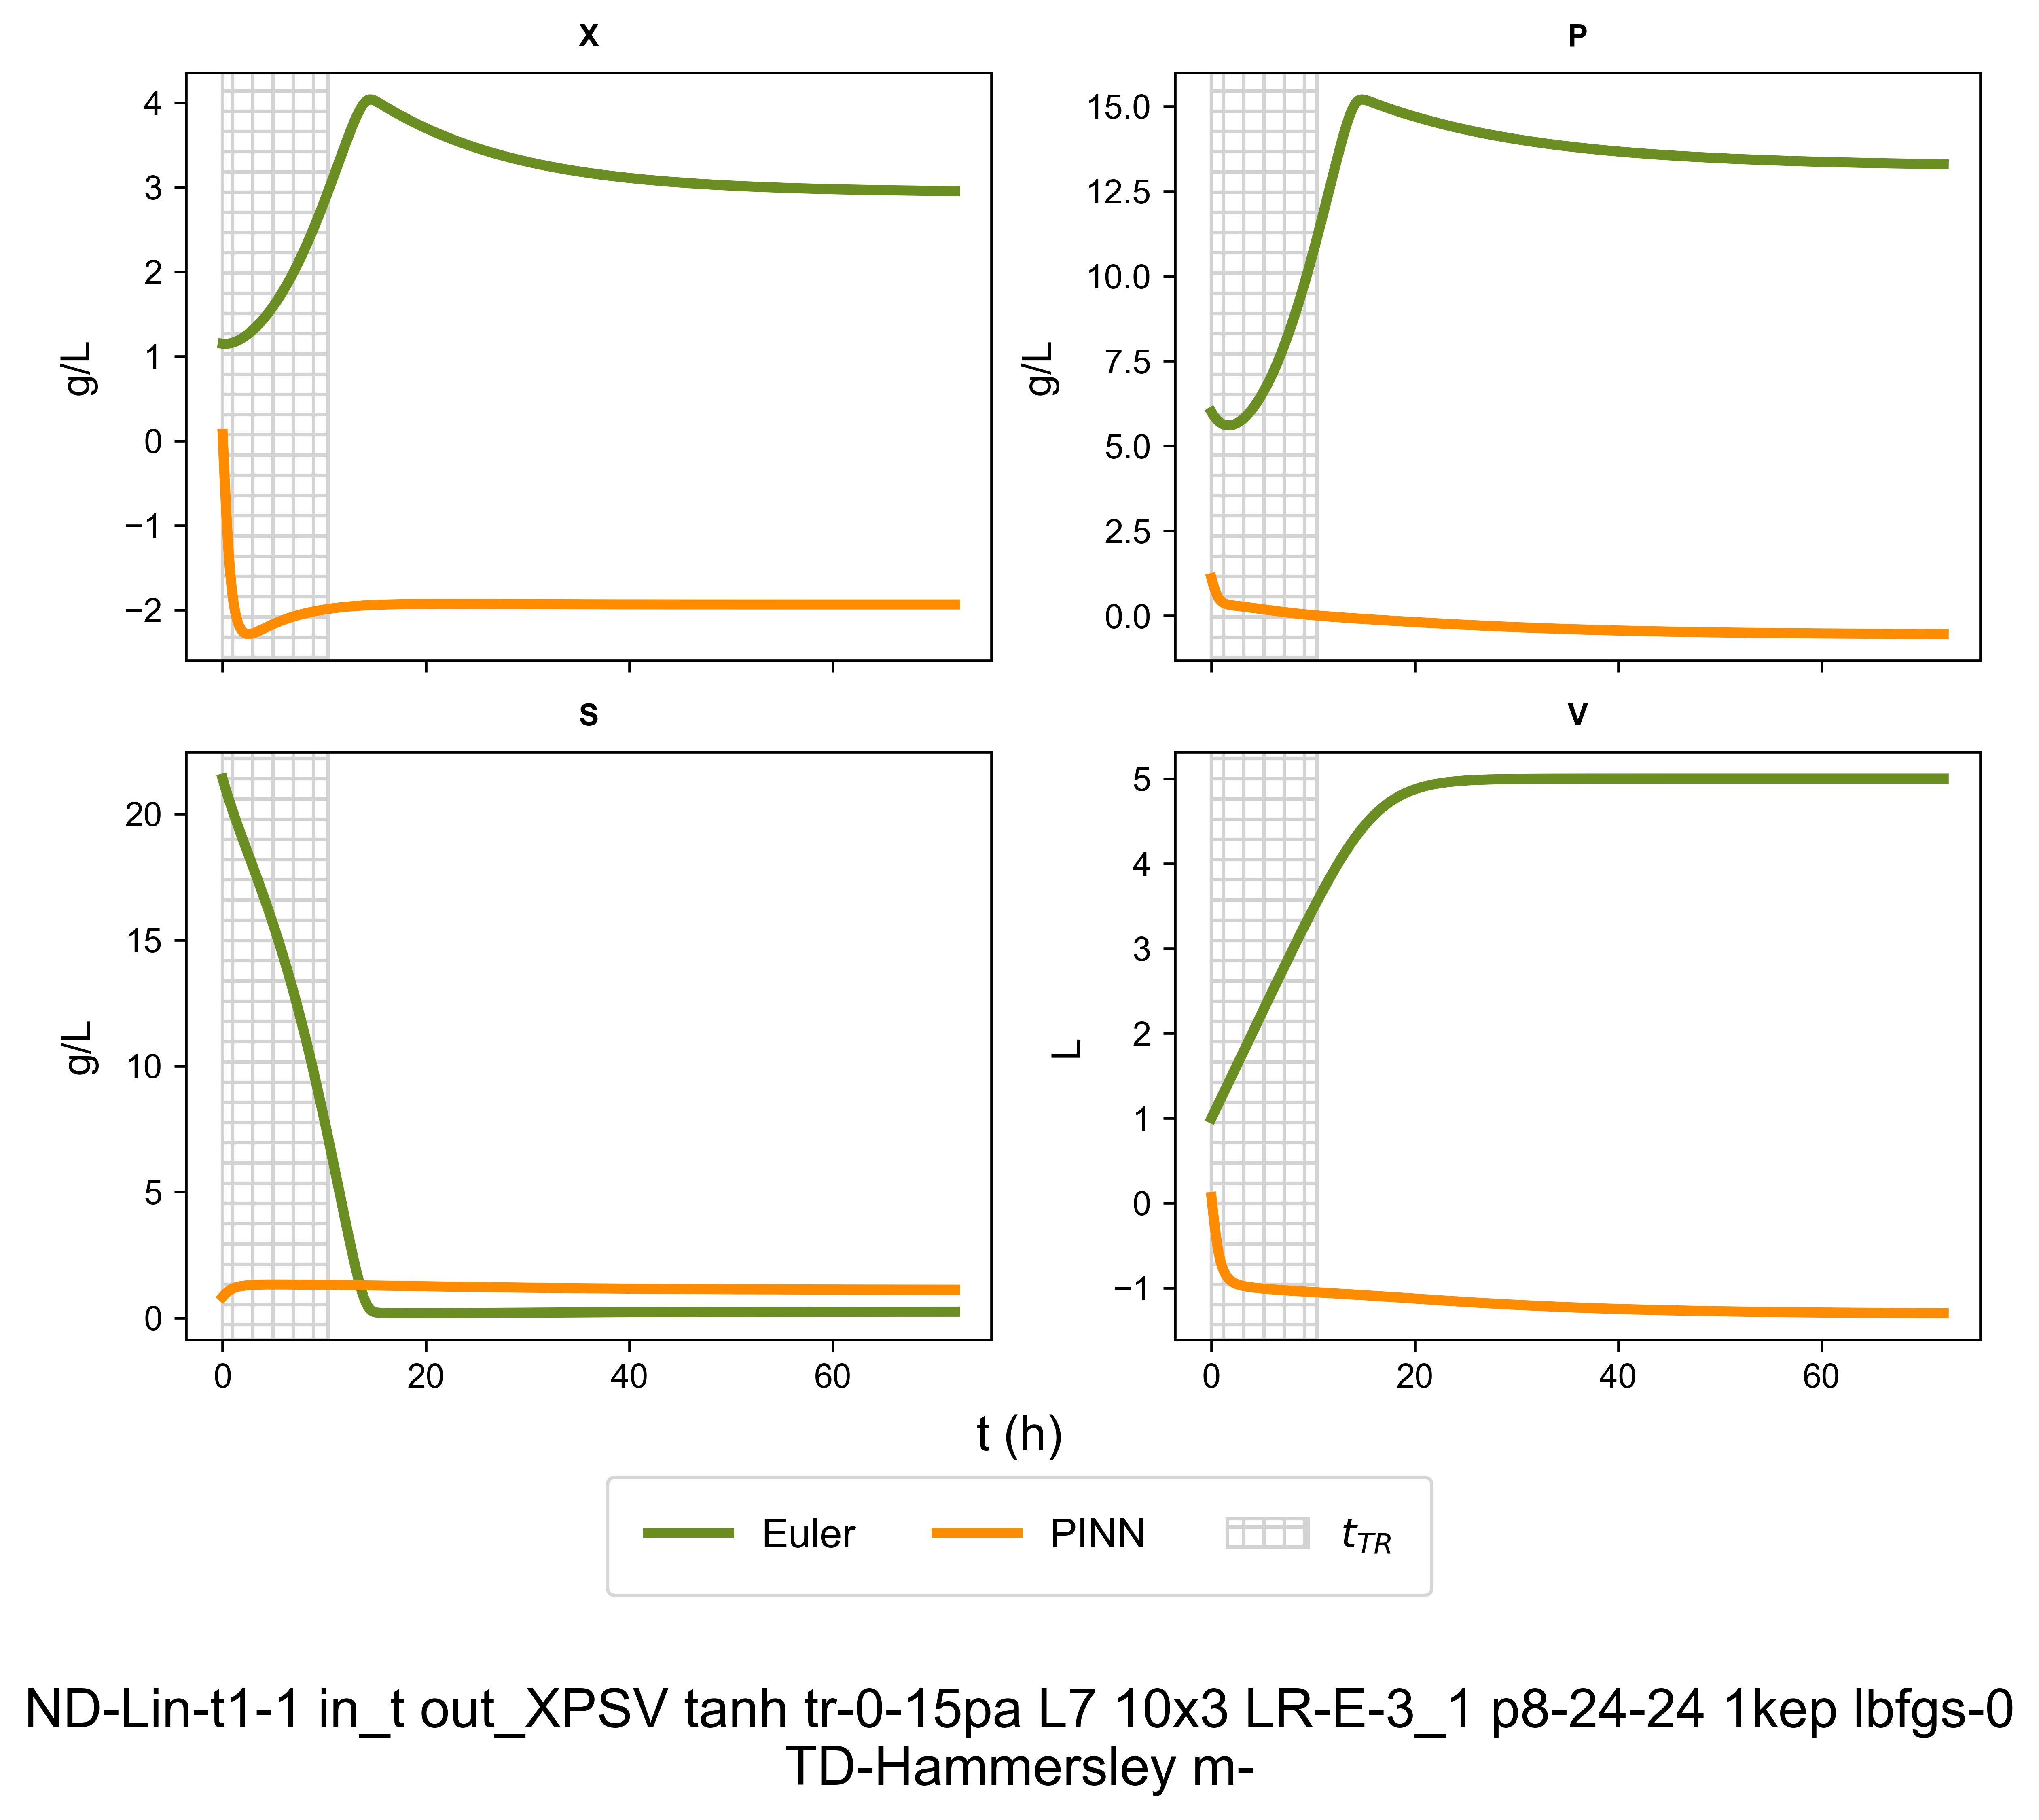 X
P
4
3
2
1
0
−1
−2
g/L
15.0
12.5
10.0
7.5
5.0
2.5
0.0
g/L
S
V
20
15
10
5
0
g/L
0
20
40
60
5
4
3
2
1
0
−1
L
0
20
40
60
t (h)
Euler
PINN
t_{TR}
ND-Lin-t1-1 in_t out_XPSV tanh tr-0-15pa L7 10x3 LR-E-3_1 p8-24-24 1kep lbfgs-0
TD-Hammersley m-